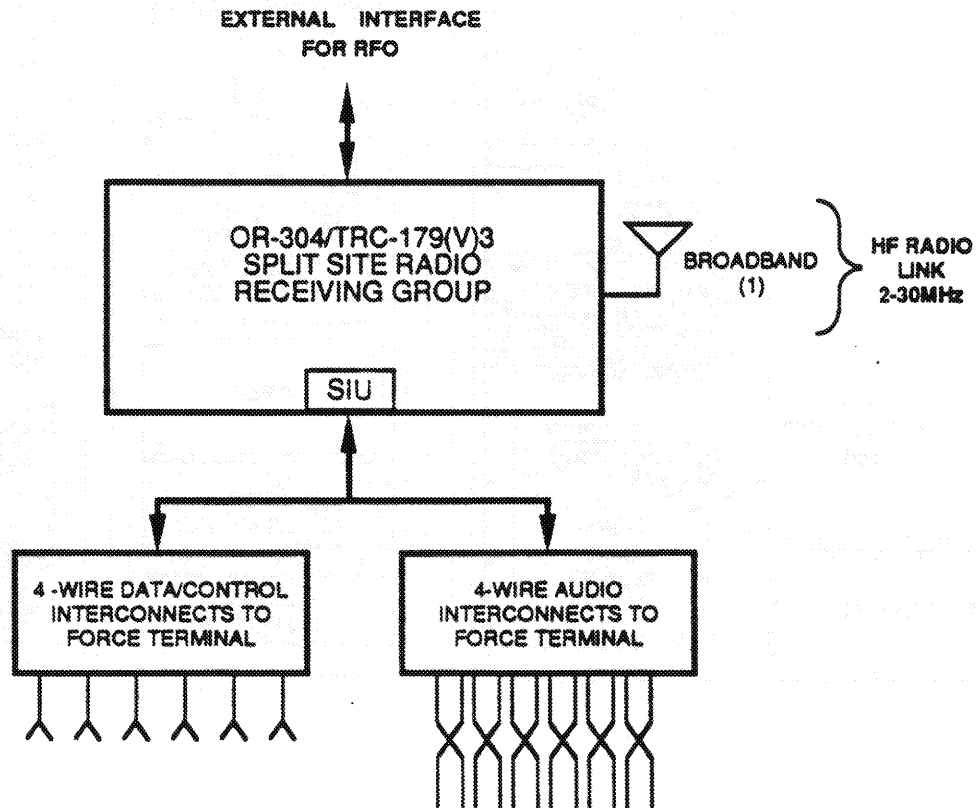 EXTERNAL INTERFACE
FOR RFO
OR-304/TRC-179(V)3
SPLIT SITE RADIO
RECEIVING GROUP
SIU
BROADBAND
(1)
HF RADIO
LINK
2-30MHz
4 -WIRE DATA/CONTROL
INTERCONNECTS TO
FORCE TERMINAL
4-WIRE AUDIO
INTERCONNECTS TO
FORCE TERMINAL